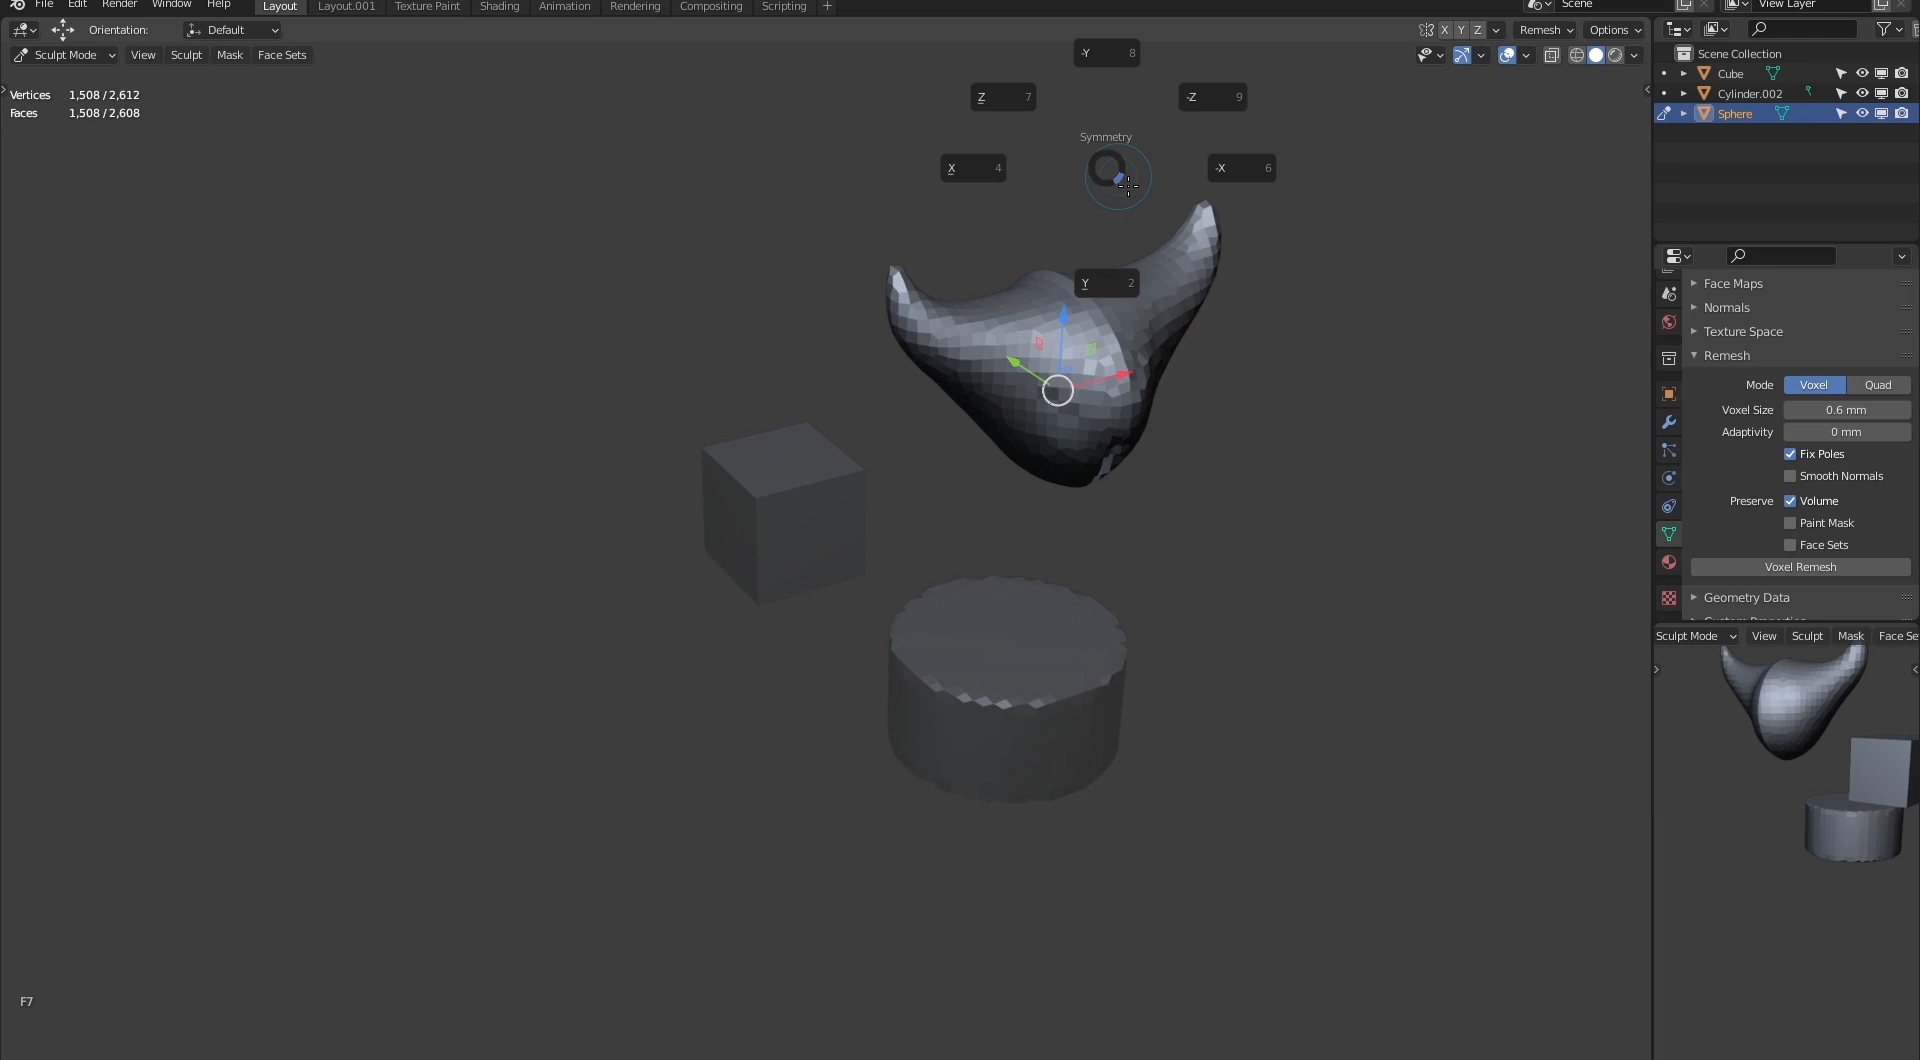 File Edit Render Window Help Layout Layout.001 Texture Paint Shading Animation Rendering Compositing Scripting + Scene View Layer
Orientation: Default X Y Z Remesh Options
Sculpt Mode View Sculpt Mask Face Sets
Vertices 1,508 / 2,612
Faces 1,508 / 2,608
-Y 8
Z 7
-Z 9
Symmetry
X 4
-X 6
Y 2
F7
Scene Collection
Cube
Cylinder.002
Sphere
Face Maps
Normals
Texture Space
Remesh
Mode Voxel Quad
Voxel Size 0.6 mm
Adaptivity 0 mm
Fix Poles
Smooth Normals
Preserve Volume
Paint Mask
Face Sets
Voxel Remesh
Geometry Data
Sculpt Mode View Sculpt Mask Face Se